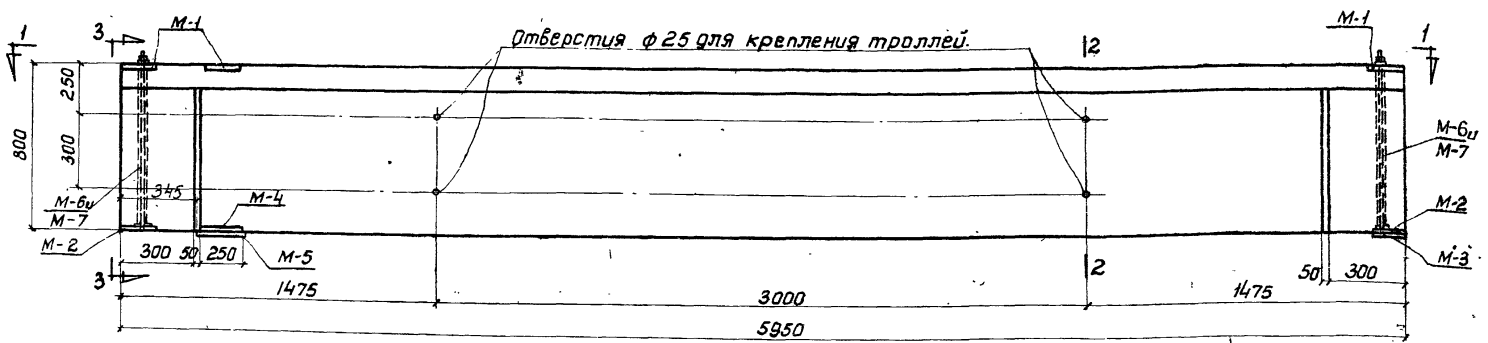 1
3
М-1
Отверстия ф 25 для крепления троллей.
2
М-1
1
250
300
800
345
М-6и
М-7
М-2
М-4
М-5
М-6и
М-7
М-2
М-3
300 50 250
3
2
50 300
1475
3000
1475
5950